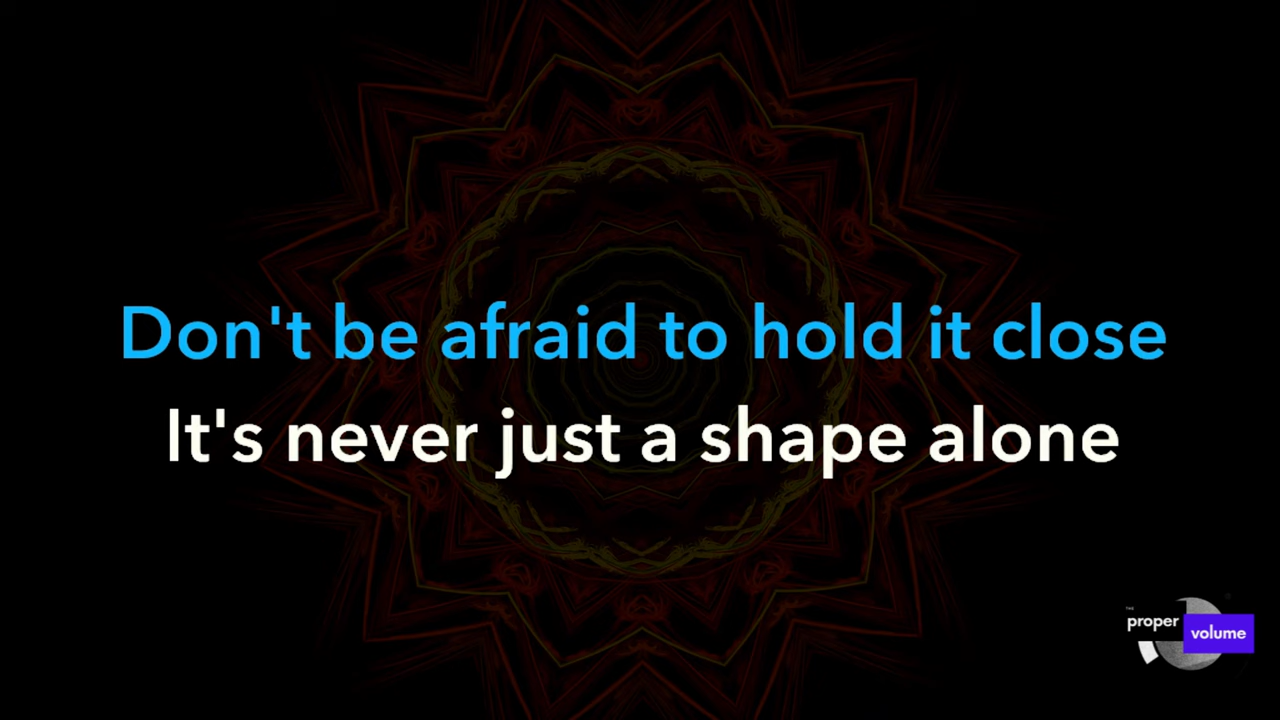 Don't be afraid to hold it close
It's never just a shape alone
THE
proper
volume